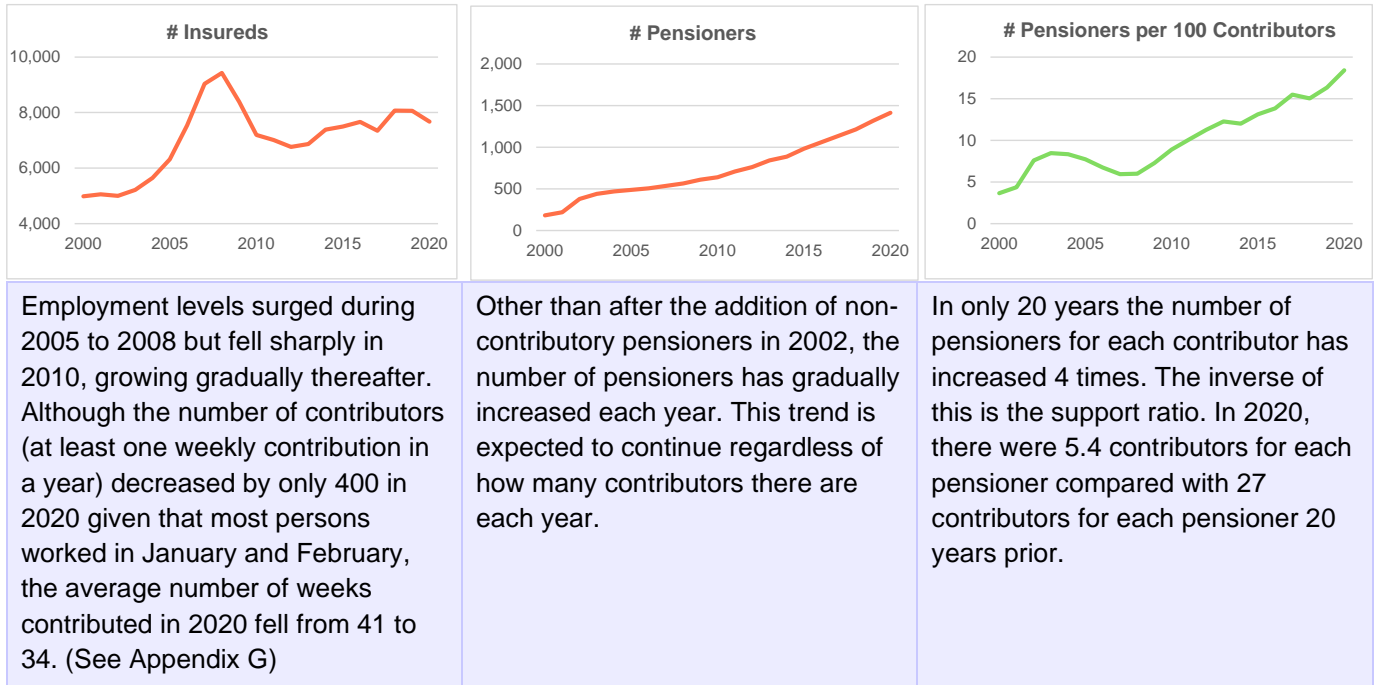 # Insureds
10,000
8,000
6,000
4,000
2000 2005 2010 2015 2020
# Pensioners
2,000
1,500
1,000
500
0
2000 2005 2010 2015 2020
# Pensioners per 100 Contributors
20
15
10
5
0
2000 2005 2010 2015 2020
Employment levels surged during
2005 to 2008 but fell sharply in
2010, growing gradually thereafter.
Although the number of contributors
(at least one weekly contribution in
a year) decreased by only 400 in
2020 given that most persons
worked in January and February,
the average number of weeks
contributed in 2020 fell from 41 to
34. (See Appendix G)
Other than after the addition of non-
contributory pensioners in 2002, the
number of pensioners has gradually
increased each year. This trend is
expected to continue regardless of
how many contributors there are
each year.
In only 20 years the number of
pensioners for each contributor has
increased 4 times. The inverse of
this is the support ratio. In 2020,
there were 5.4 contributors for each
pensioner compared with 27
contributors for each pensioner 20
years prior.